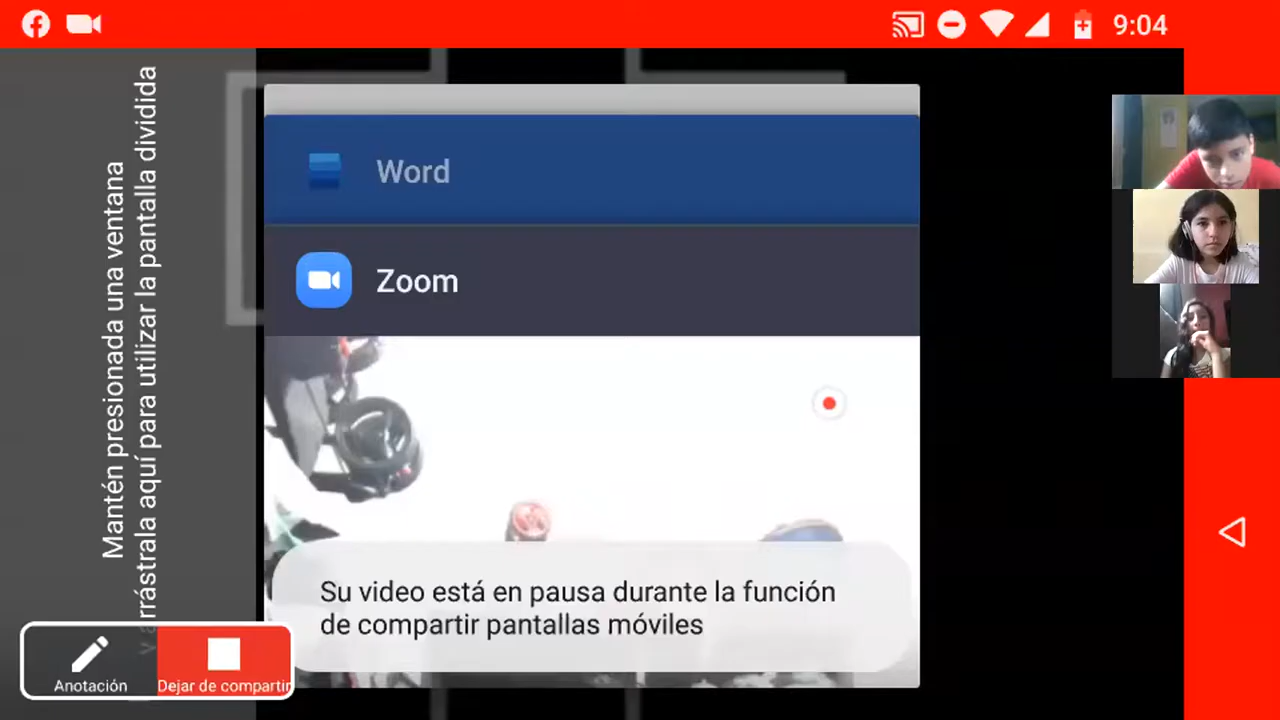 9:04
Mantén presionada una ventana
y arrástrala aquí para utilizar la pantalla dividida
Word
Zoom
Su video está en pausa durante la función
de compartir pantallas móviles
Anotación
Dejar de compartir